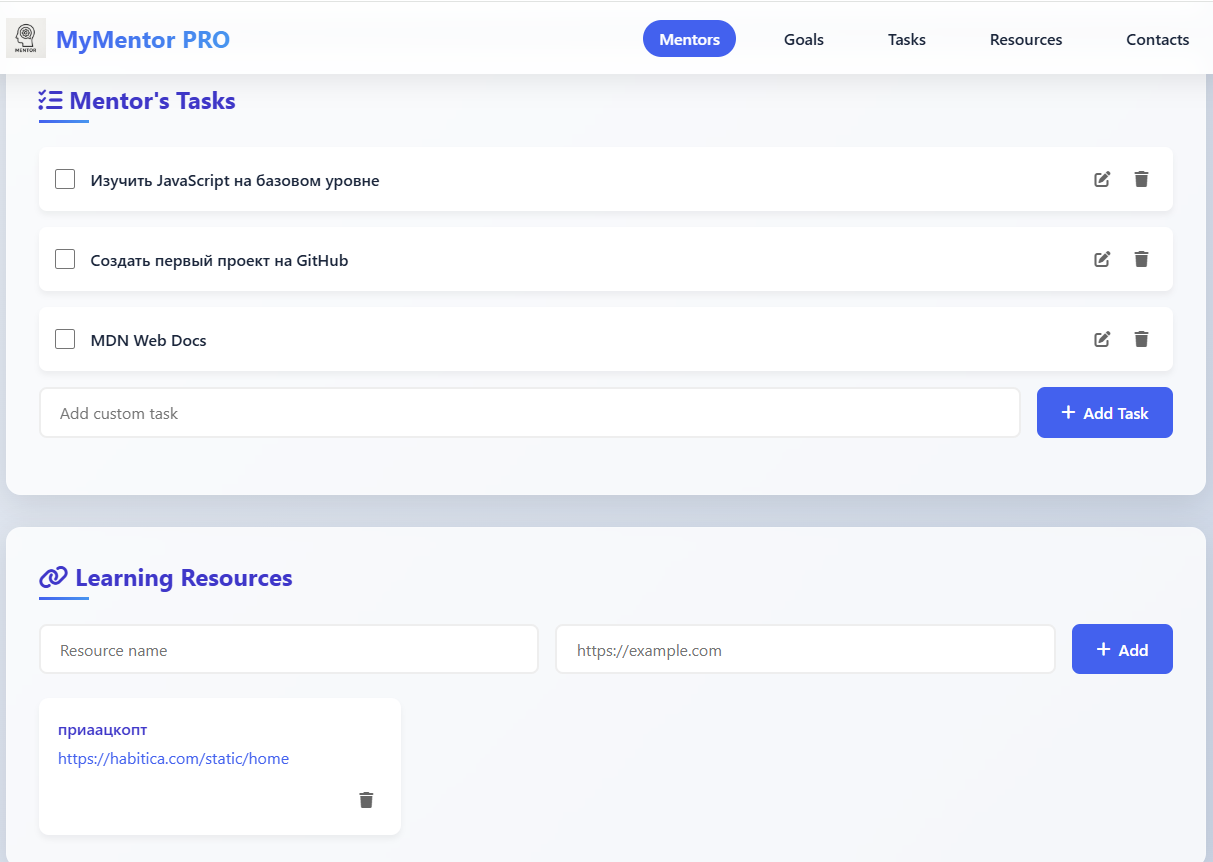 MENTOR
MyMentor PRO
Mentors
Goals
Tasks
Resources
Contacts
Mentor's Tasks
Изучить JavaScript на базовом уровне
Создать первый проект на GitHub
MDN Web Docs
Add custom task
+ Add Task
Learning Resources
Resource name
https://example.com
+ Add
приаацкопт
https://habitica.com/static/home